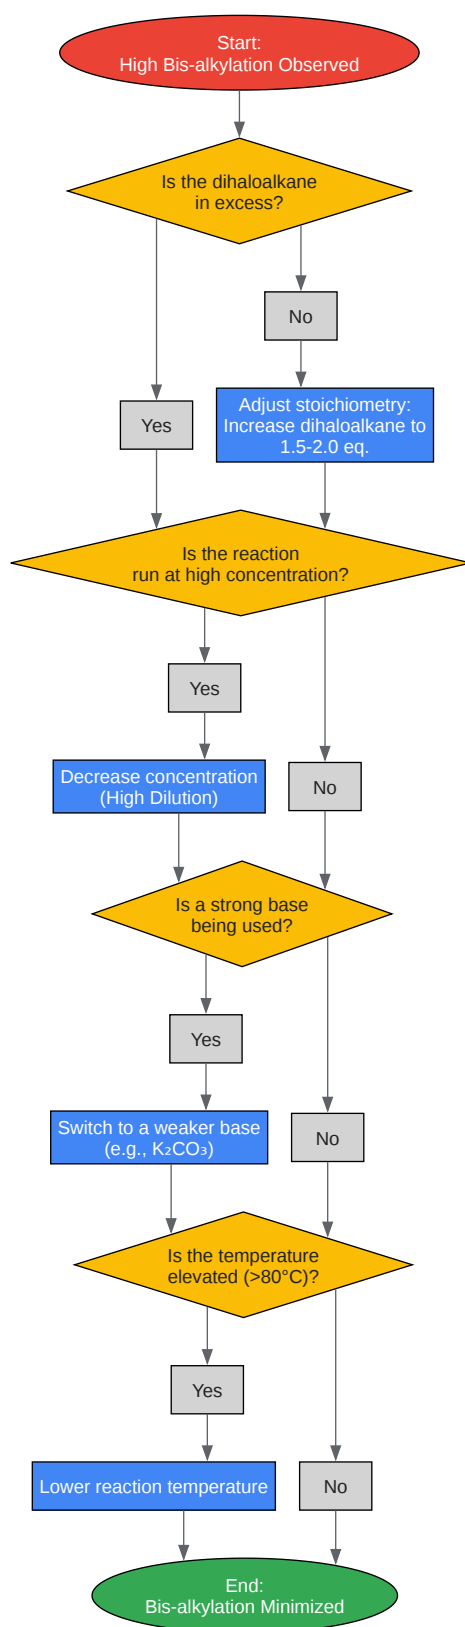 Start:
High Bis-alkylation Observed
Is the dihaloalkane
in excess?
No
Yes
Adjust stoichiometry:
Increase dihaloalkane to
1.5-2.0 eq.
Is the reaction
run at high concentration?
Yes
Decrease concentration
(High Dilution)
No
Is a strong base
being used?
Yes
Switch to a weaker base
(e.g., K₂CO₃)
No
Is the temperature
elevated (>80°C)?
Yes
Lower reaction temperature
No
End:
Bis-alkylation Minimized